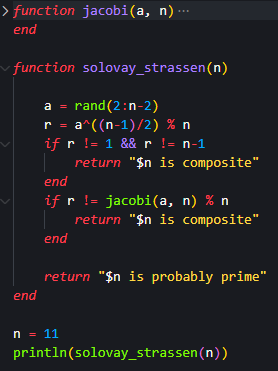 function jacobi(a, n)⋯
end
function solovay_strassen(n)
a = rand(2:n-2)
r = a^((n-1)/2) % n
if r != 1 && r != n-1
return "$n is composite"
end
if r != jacobi(a, n) % n
return "$n is composite"
end
return "$n is probably prime"
end
n = 11
println(solovay_strassen(n))